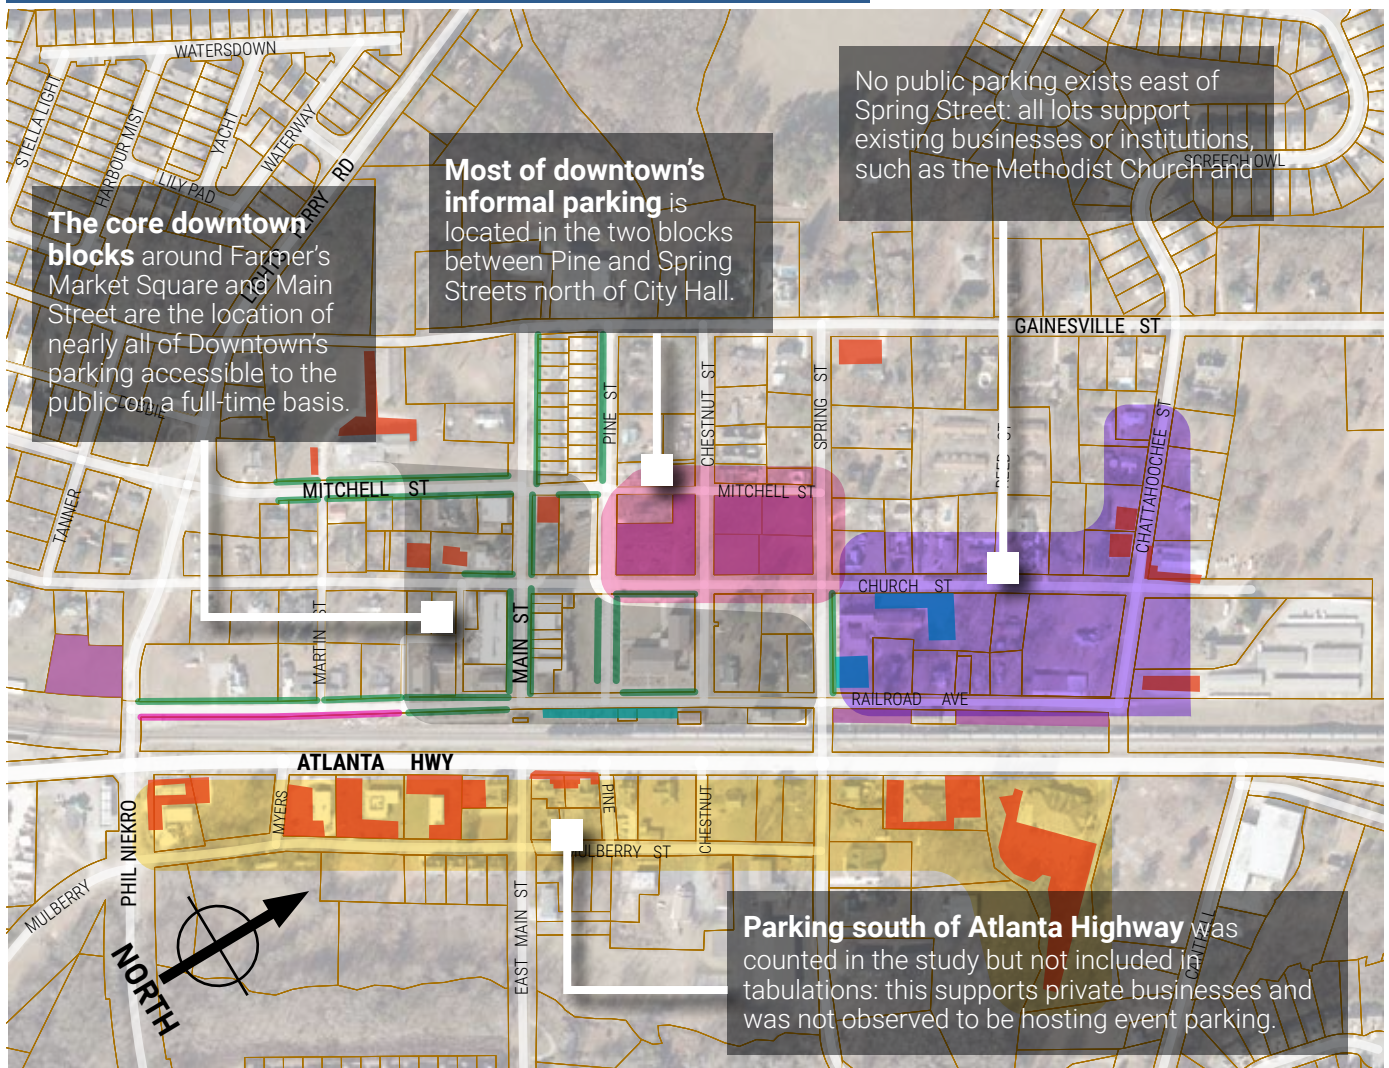 WATERSDOWN
STELLA LIGHT
HARBOUR MIST
YACHT
WATERWAY
LILY PAD
SCREECH OWL
No public parking exists east of
Spring Street: all lots support
existing businesses or institutions,
such as the Methodist Church and
Most of downtown's
informal parking is
located in the two blocks
between Pine and Spring
Streets north of City Hall.
The core downtown
blocks around Farmer's
Market Square and Main
Street are the location of
nearly all of Downtown's
parking accessible to the
public on a full-time basis.
FERRY RD
GAINESVILLE ST
PINE ST
CHESTNUT ST
SPRING ST
REED ST
CHATTAHOOCHEE ST
MITCHELL ST
MITCHELL ST
TANNER
CHURCH ST
MARTIN ST
MAIN ST
RAILROAD AVE
ATLANTA HWY
PHIL NIEKRO
MYERS
PINE
CHESTNUT
MULBERRY ST
MULBERRY
EAST MAIN ST
CANTRELL
NORTH
Parking south of Atlanta Highway was
counted in the study but not included in
tabulations: this supports private businesses and
was not observed to be hosting event parking.